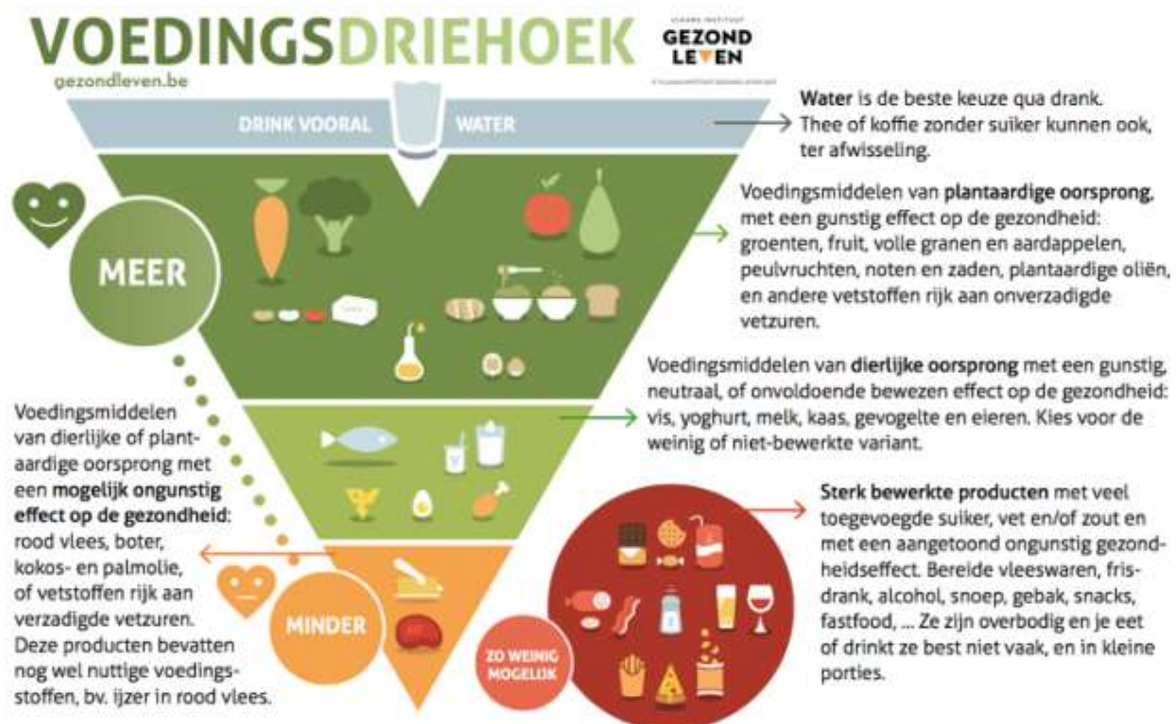 VOEDINGSDRIEHOEK
gezondleven.be
VLAAMS INSTITUUT
GEZOND
LEVEN
DRINK VOORAL WATER
Water is de beste keuze qua drank.
Thee of koffie zonder suiker kunnen ook,
ter afwisseling.
MEER
Voedingsmiddelen van plantaardige oorsprong,
met een gunstig effect op de gezondheid:
groenten, fruit, volle granen en aardappelen,
peulvruchten, noten en zaden, plantaardige oliën,
en andere vetstoffen rijk aan onverzadigde
vetzuren.
Voedingsmiddelen van dierlijke oorsprong met een gunstig,
neutraal, of onvoldoende bewezen effect op de gezondheid:
vis, yoghurt, melk, kaas, gevogelte en eieren. Kies voor de
weinig of niet-bewerkte variant.
Voedingsmiddelen
van dierlijke of plant-
aardige oorsprong met
een mogelijk ongunstig
effect op de gezondheid:
rood vlees, boter,
kokos- en palmolie,
of vetstoffen rijk aan
verzadigde vetzuren.
Deze producten bevatten
nog wel nuttige voedings-
stoffen, bv. ijzer in rood vlees.
MINDER
ZO WEINIG
MOGELIJK
Sterk bewerkte producten met veel
toegevoegde suiker, vet en/of zout en
met een aangetoond ongunstig gezond-
heidseffect. Bereide vleeswaren, fris-
drank, alcohol, snoep, gebak, snacks,
fastfood, ... Ze zijn overbodig en je eet
of drinkt ze best niet vaak, en in kleine
porties.